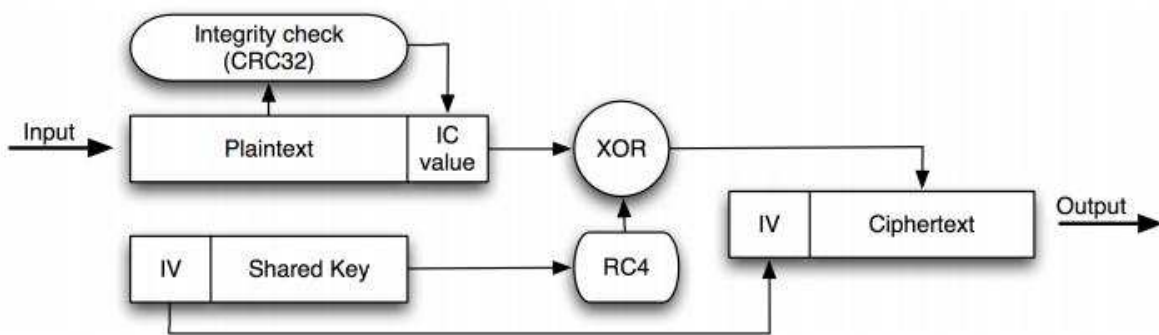 Integrity check
(CRC32)
Input
Plaintext
IC
value
XOR
IV
Ciphertext
Output
IV
Shared Key
RC4